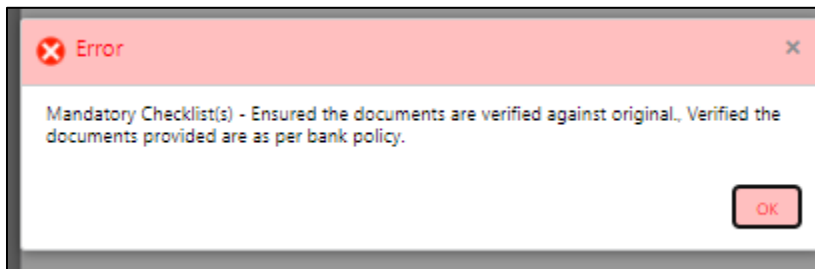 Error
Mandatory Checklist(s) - Ensured the documents are verified against original., Verified the
documents provided are as per bank policy.
OK